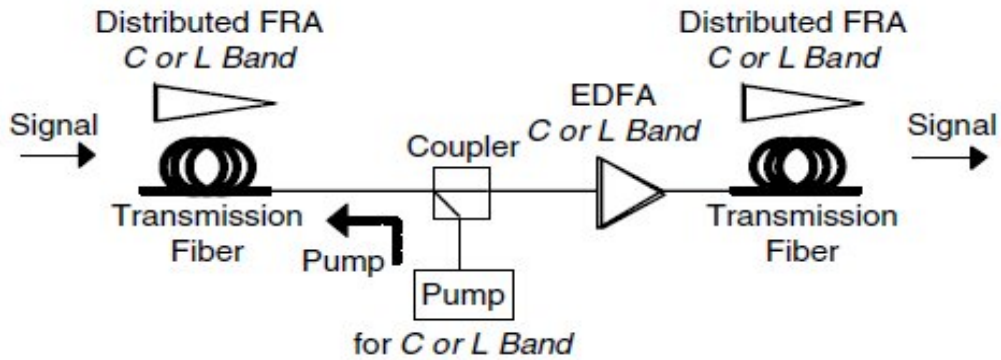 Distributed FRA
C or L Band
Signal
Transmission
Fiber
Pump
Coupler
Pump
for C or L Band
EDFA
C or L Band
Distributed FRA
C or L Band
Transmission
Fiber
Signal